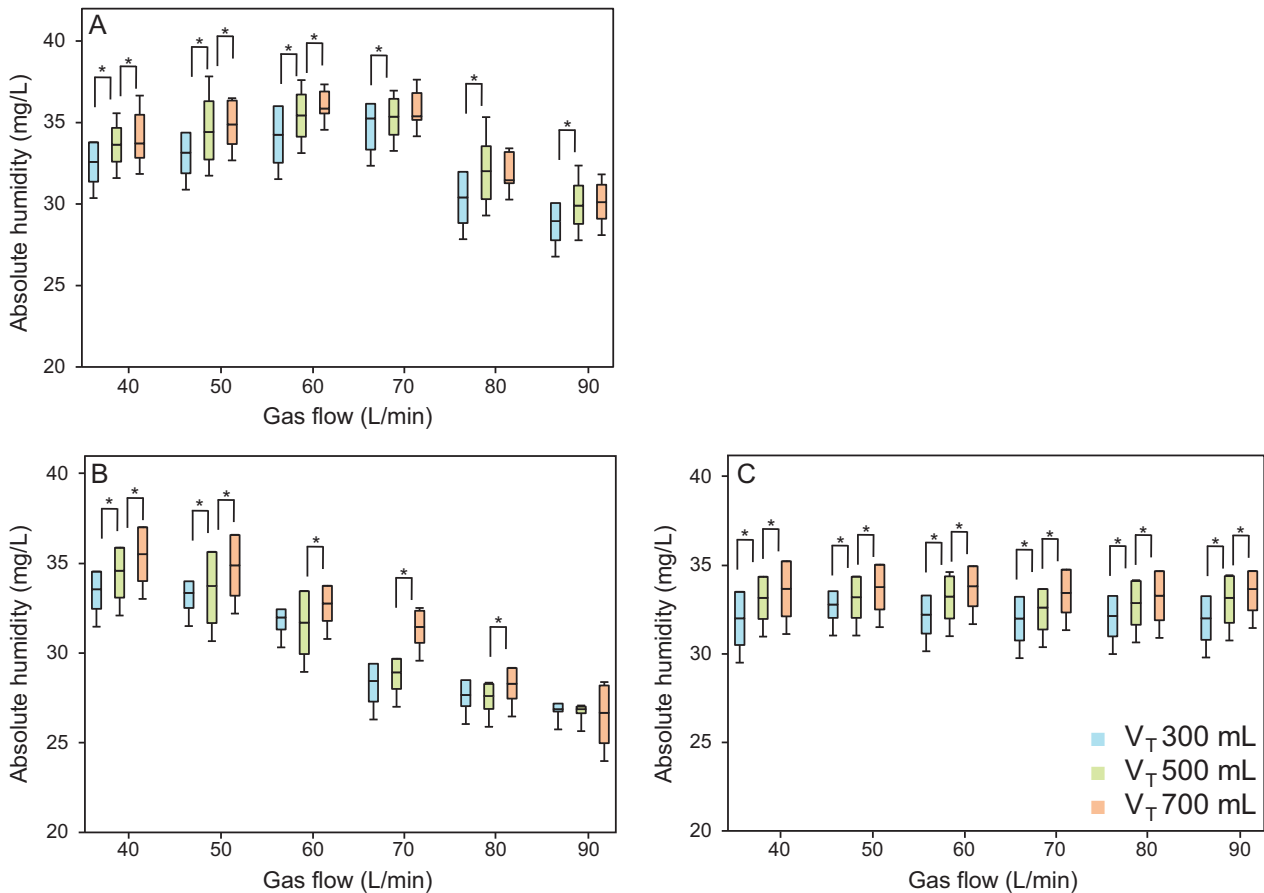 A
Absolute humidity (mg/L)
40
35
30
25
20
* * * * * * * * *
40 50 60 70 80 90
Gas flow (L/min)
B
Absolute humidity (mg/L)
40
35
30
25
20
* * * * * * *
40 50 60 70 80 90
Gas flow (L/min)
C
Absolute humidity (mg/L)
40
35
30
25
20
* * * * * * * * * * * *
VT 300 mL
VT 500 mL
VT 700 mL
40 50 60 70 80 90
Gas flow (L/min)